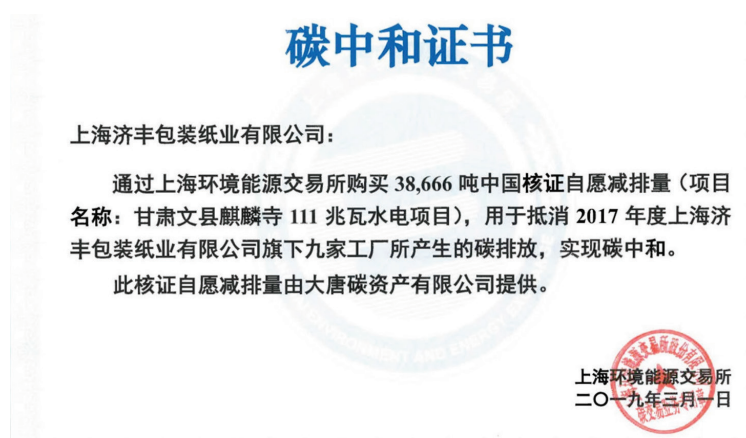 碳中和证书
上海济丰包装纸业有限公司：
通过上海环境能源交易所购买 38,666 吨中国核证自愿减排量（项目
名称：甘肃文县麒麟寺 111 兆瓦水电项目），用于抵消 2017 年度上海济
丰包装纸业有限公司旗下九家工厂所产生的碳排放，实现碳中和。
此核证自愿减排量由大唐碳资产有限公司提供。
上海环境能源交易所
二〇一九年三月一日